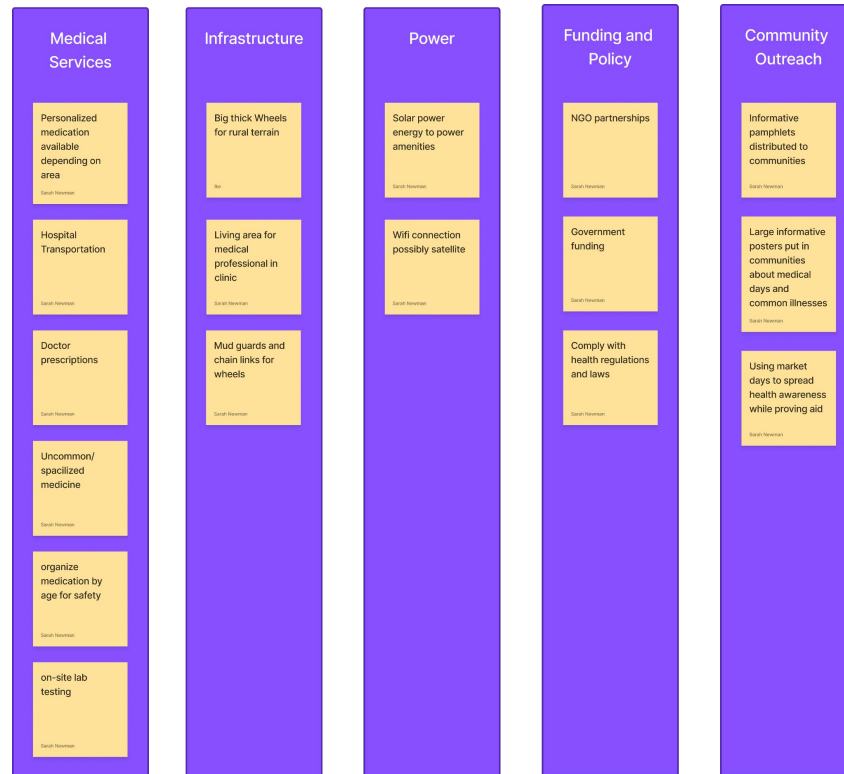 Medical
Services
Personalized
medication
available
depending on
area
Sarah Newman
Hospital
Transportation
Sarah Newman
Doctor
prescriptions
Sarah Newman
Uncommon/
spacilized
medicine
Sarah Newman
organize
medication by
age for safety
Sarah Newman
on-site lab
testing
Sarah Newman
Infrastructure
Big thick Wheels
for rural terrain
Living area for
medical
professional in
clinic
Sarah Newman
Mud guards and
chain links for
wheels
Sarah Newman
Power
Solar power
energy to power
amenities
Sarah Newman
Wifi connection
possibly satellite
Sarah Newman
Funding and
Policy
NGO partnerships
Sarah Newman
Government
funding
Sarah Newman
Comply with
health regulations
and laws
Sarah Newman
Community
Outreach
Informative
pamphlets
distributed to
communities
Sarah Newman
Large informative
posters put in
communities
about medical
days and
common illnesses
Sarah Newman
Using market
days to spread
health awareness
while proving aid
Sarah Newman